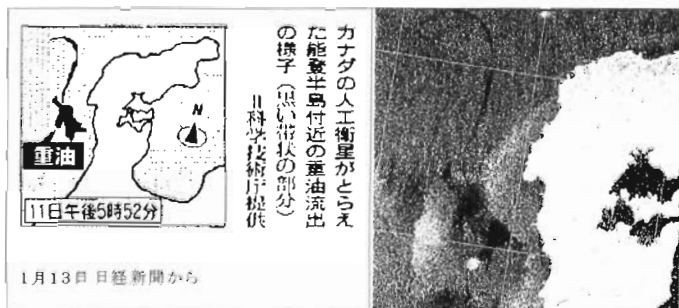 カナダの人工衛星がとらえ
た能登半島付近の重油流出
の様子（黒い帯状の部分）
＝科学技術庁提供
N
重油
11日午後5時52分
1月13日 日経新聞から